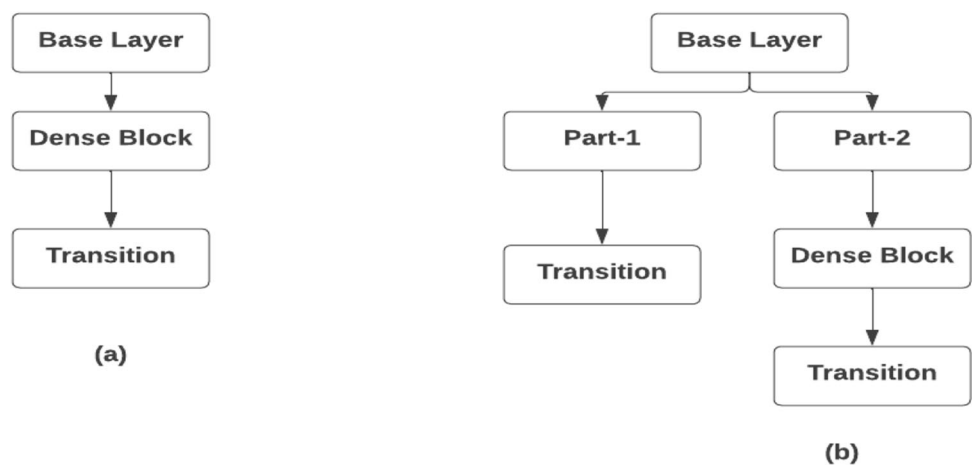 Base Layer
Dense Block
Transition
(a)
Base Layer
Part-1
Part-2
Transition
Dense Block
Transition
(b)